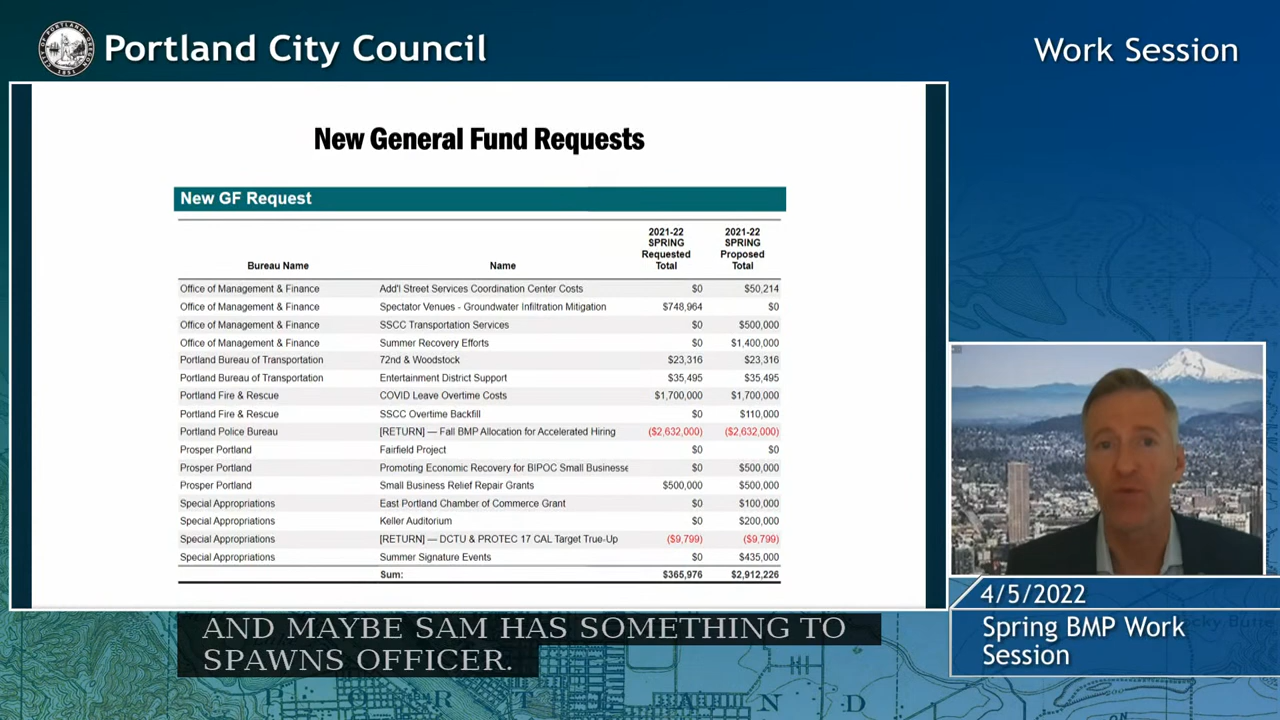 Portland City Council
Work Session
New General Fund Requests
New GF Request
Bureau Name Name 2021-22 SPRING Requested Total 2021-22 SPRING Proposed Total
Office of Management & Finance Add'l Street Services Coordination Center Costs $0 $50,214
Office of Management & Finance Spectator Venues - Groundwater Infiltration Mitigation $748,964 $0
Office of Management & Finance SSCC Transportation Services $0 $500,000
Office of Management & Finance Summer Recovery Efforts $0 $1,400,000
Portland Bureau of Transportation 72nd & Woodstock $23,316 $23,316
Portland Bureau of Transportation Entertainment District Support $35,495 $35,495
Portland Fire & Rescue COVID Leave Overtime Costs $1,700,000 $1,700,000
Portland Fire & Rescue SSCC Overtime Backfill $0 $110,000
Portland Police Bureau [RETURN] — Fall BMP Allocation for Accelerated Hiring ($2,632,000) ($2,632,000)
Prosper Portland Fairfield Project $0 $0
Prosper Portland Promoting Economic Recovery for BIPOC Small Businesse $0 $500,000
Prosper Portland Small Business Relief Repair Grants $500,000 $500,000
Special Appropriations East Portland Chamber of Commerce Grant $0 $100,000
Special Appropriations Keller Auditorium $0 $200,000
Special Appropriations [RETURN] — DCTU & PROTEC 17 CAL Target True-Up ($9,799) ($9,799)
Special Appropriations Summer Signature Events $0 $435,000
Sum: $365,976 $2,912,226
4/5/2022
Spring BMP Work
Session
AND MAYBE SAM HAS SOMETHING TO
SPAWNS OFFICER.